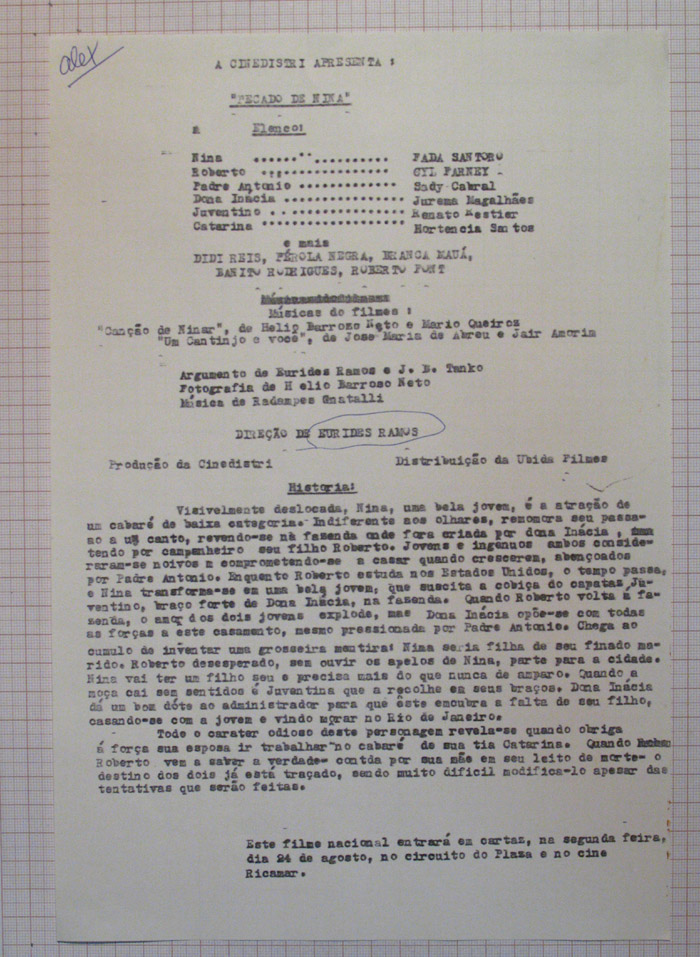 alex
A CINEDISTRI APRESENTA :
"PECADO DE NINA"
Elenco:
Nina .................. FADA SANTORO
Roberto .................. CYL FARNEY -
Padre Antonio ............... Sady Cabral
Dona Inácia ................. Jurema Magalhães
Juventino .................. Renato Restier
Catarina ................. Hortencia Santos
e mais
DIDI REIS, PÉROLA NEGRA, BRANCA MAUÁ,
BANITO RODRIGUES, ROBERTO FONT
Músicas do filmes :
"Canção de Ninar", de Helio Barrozo Neto e Mario Queiroz
"Um Cantinjo e você", de Jose Maria de Abreu e Jair Amorim
Argumento de Eurides Ramos e J. B. Tanko
Fotografia de H elio Barroso Neto
Música de Radampes Gnatalli
DIREÇÃO DE EURIDES RAMOS
Produção da Cinedistri
Distribuição da Ubida Filmes
Historia:
Visivelmente deslocada, Nina, uma bela jovem, é a atração de
um cabaré de baixa categoria. Indiferente aos olhares, remomora seu passa-
ao a um canto, revendo-se na fazenda onde fora criada por dona Inácia ,
tendo por campanheiro seu filho Roberto. Jovens e ingenuos ambos conside-
raram-se noivos e comprometendo-se a casar quando crescerem, abençoados
por Padre Antonio. Enquento Roberto estuda nos Estados Unidos, o tempo passa,
e Nina transforma-se em uma bela jovem, que suscita a cobiça do capataz Ju-
ventino, braço forte de Dona Inácia, na fazenda. Quando Roberto volta a fa-
zenda, o amor dos dois jovens explode, mas Dona Inácia opõe-se com todas
as forças a este casamento, mesmo pressionada por Padre Antonio. Chega ao
cumulo de inventar uma grosseira mentira: Nina seria filha de seu finado ma-
rido. Roberto desesperado, sem ouvir os apelos de Nina, parte para a cidade.
Nina vai ter um filho seu e precisa mais do que nunca de amparo. Quando a
moça cai sem sentidos é Juventina que a recolhe em seus braços. Dona Inácia
dá um bom dóte ao administrador para que êste encubra a falta de seu filho,
casando-se com a jovem e vindo morar no Rio de Janeiro.
Todo o carater odioso deste personagem revela-se quando obriga
á força sua esposa ir trabalhar no cabaré de sua tia Catarina. Quando
Roberto vem a saber a verdade- contda por sua mãe em seu leito de morte- o
destino dos dois já está traçado, sendo muito dificil modifica-lo apesar das
tentativas que serão feitas.
Este filme nacional entrará em cartaz, na segunda feira,
dia 24 de agosto, no circuito do Plaza e no cine
Ricamar.